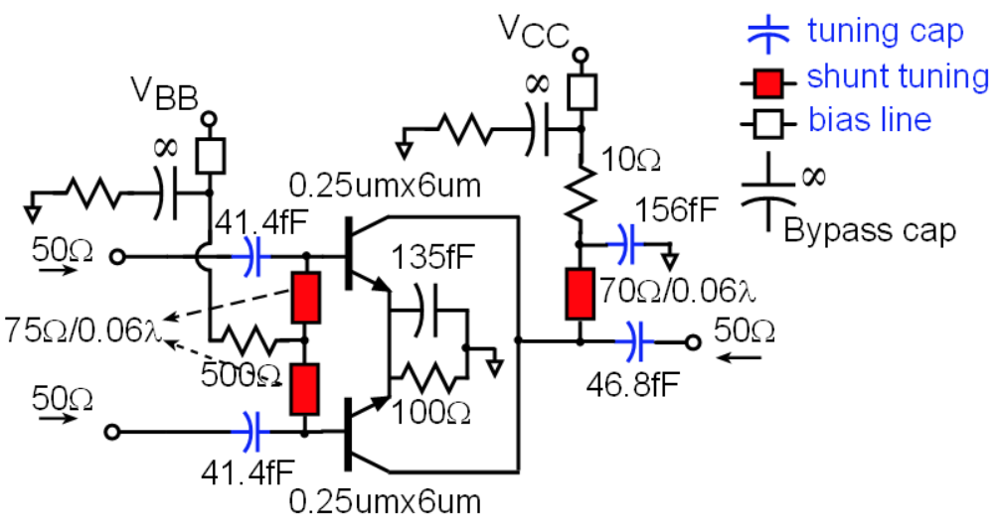 VCC
tuning cap
shunt tuning
bias line
∞
Bypass cap
VBB
∞
∞
10Ω
0.25umx6um
156fF
41.4fF
50Ω
135fF
70Ω/0.06λ
75Ω/0.06λ
50Ω
500Ω
46.8fF
50Ω
100Ω
41.4fF
0.25umx6um